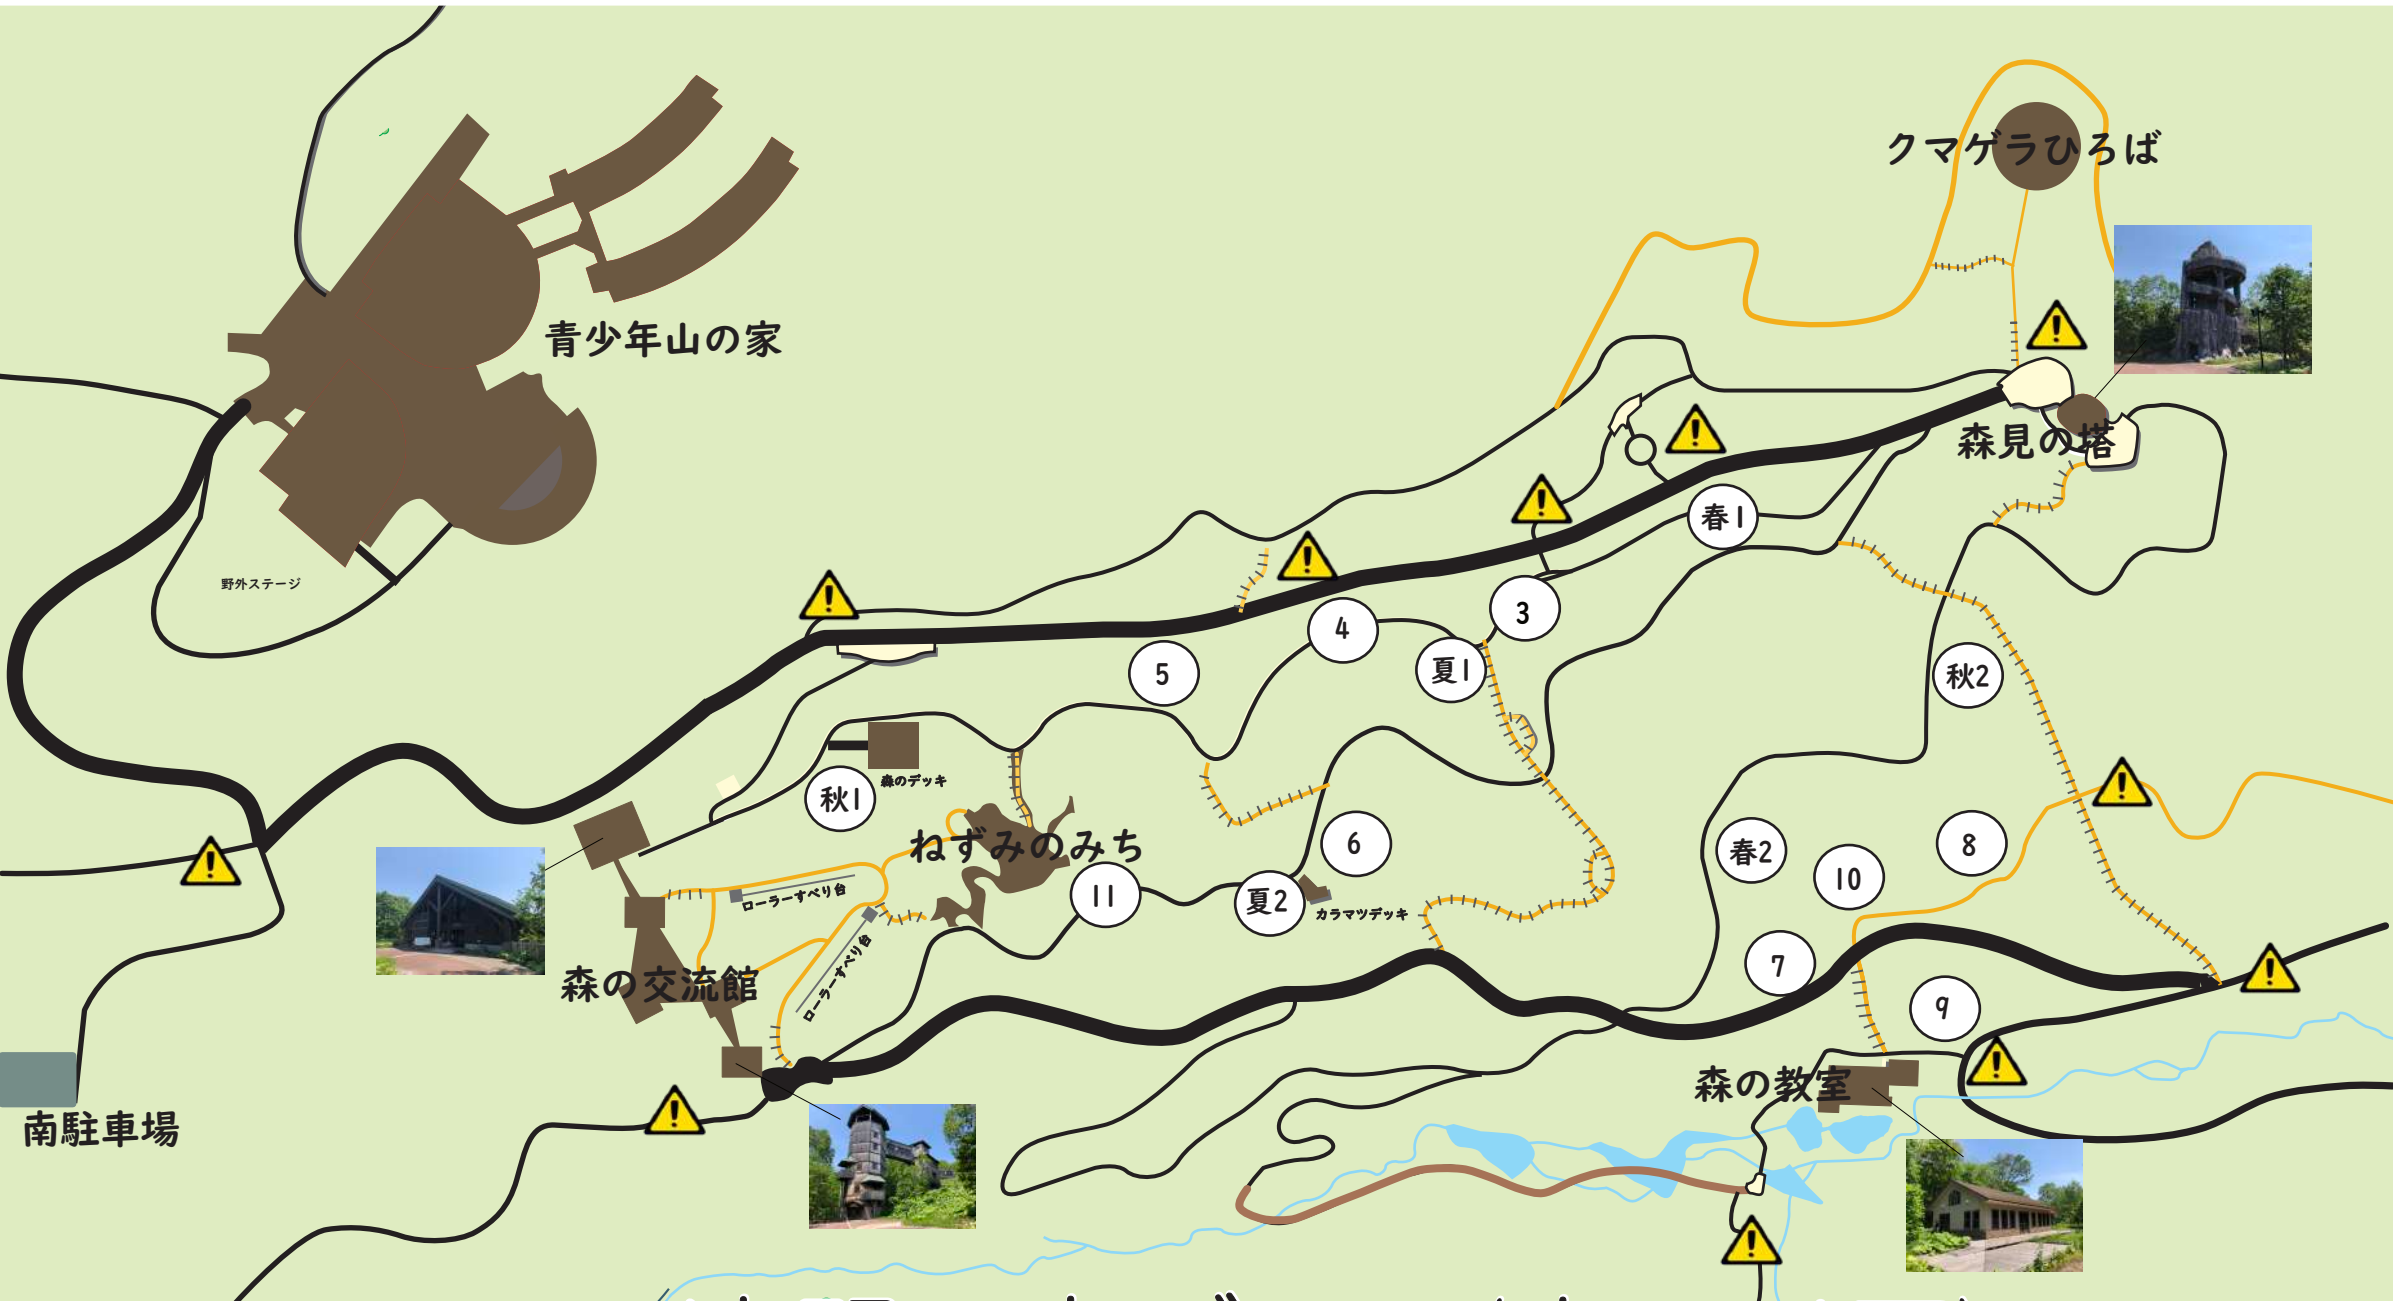 クマゲラひろば
青少年山の家
森見の塔
春1
野外ステージ
3
4
夏1
5
秋2
森のデッキ
秋1
ねずみのみち
6
8
春2
10
ローラーすべり台
11
夏2
カラマツデッキ
ローラーすべり台
7
森の交流館
9
森の教室
南駐車場